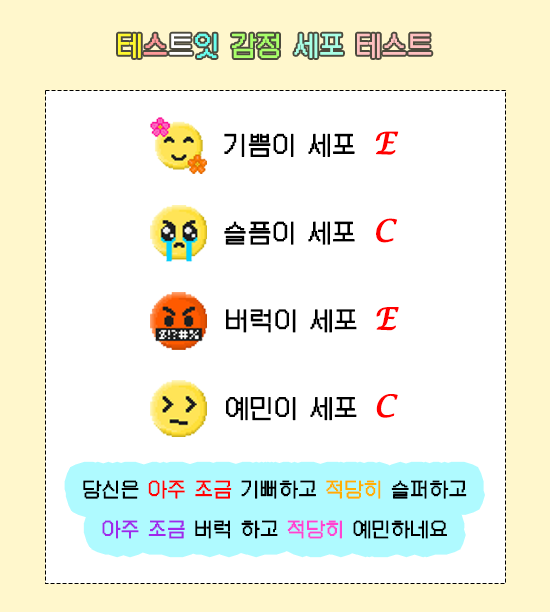 테스트잇 감정 세포 테스트
기쁨이 세포 E
슬픔이 세포 C
버럭이 세포 E
$!?#%
예민이 세포 C
당신은 아주 조금 기뻐하고 적당히 슬퍼하고
아주 조금 버럭 하고 적당히 예민하네요